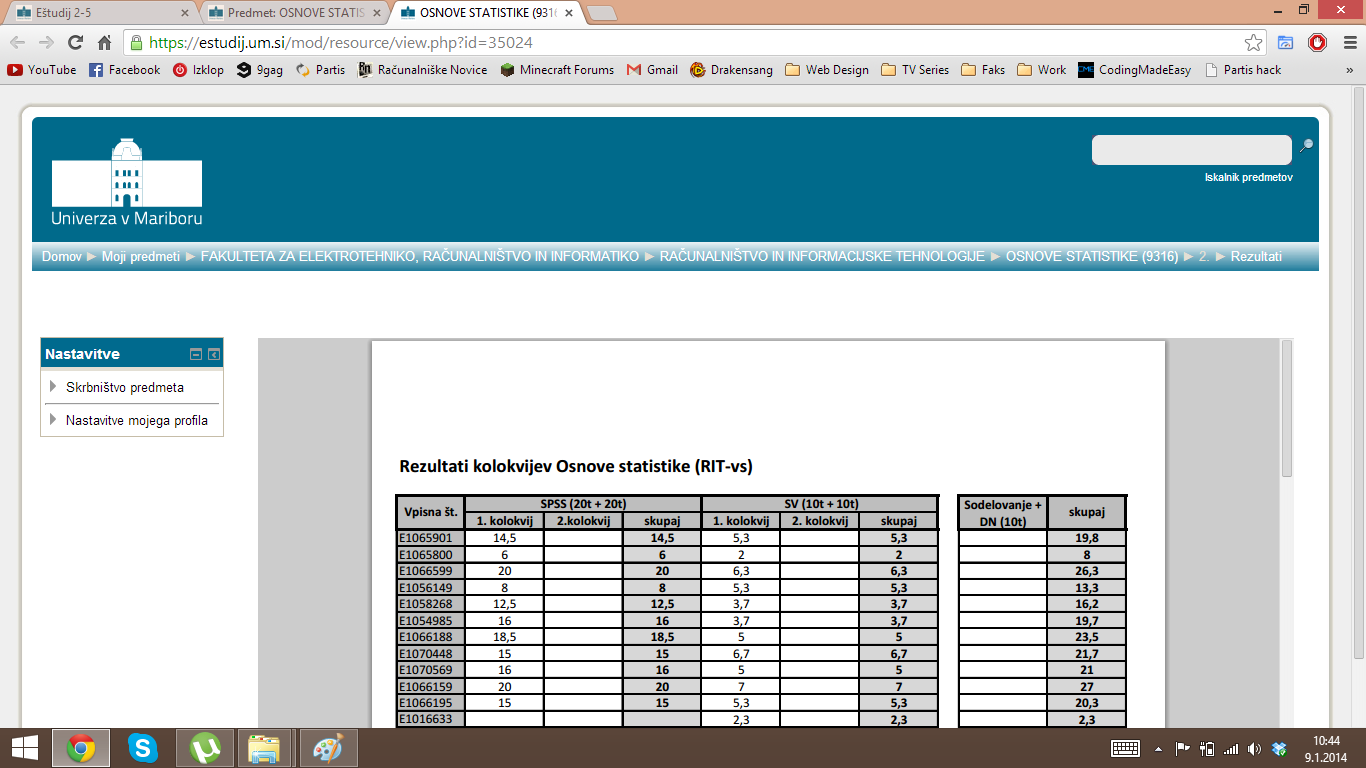 Eštudij 2-5
Predmet: OSNOVE STATIS
OSNOVE STATISTIKE (9316
https://estudij.um.si/mod/resource/view.php?id=35024
YouTube Facebook Izklop 9gag Partis Računalniške Novice Minecraft Forums Gmail Drakensang Web Design TV Series Faks Work CodingMadeEasy Partis hack »
Univerza v Mariboru
Iskalnik predmetov
Domov ► Moji predmeti ► FAKULTETA ZA ELEKTROTEHNIKO, RAČUNALNIŠTVO IN INFORMATIKO ► RAČUNALNIŠTVO IN INFORMACIJSKE TEHNOLOGIJE ► OSNOVE STATISTIKE (9316) ► 2. ► Rezultati
Nastavitve
Skrbništvo predmeta
Nastavitve mojega profila
Rezultati kolokvijev Osnove statistike (RIT-vs)
Vpisna št. SPSS (20t + 20t) SV (10t + 10t) Sodelovanje + DN (10t) skupaj
1. kolokvij 2.kolokvij skupaj 1. kolokvij 2. kolokvij skupaj
E1065901 14,5 14,5 5,3 5,3 19,8
E1065800 6 6 2 2 8
E1066599 20 20 6,3 6,3 26,3
E1056149 8 8 5,3 5,3 13,3
E1058268 12,5 12,5 3,7 3,7 16,2
E1054985 16 16 3,7 3,7 19,7
E1066188 18,5 18,5 5 5 23,5
E1070448 15 15 6,7 6,7 21,7
E1070569 16 16 5 5 21
E1066159 20 20 7 7 27
E1066195 15 15 5,3 5,3 20,3
E1016633 2,3 2,3 2,3
10:44
9.1.2014